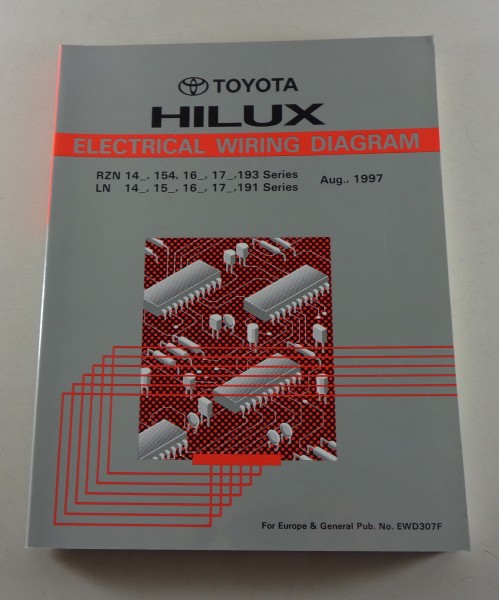 TOYOTA
HILUX
ELECTRICAL WIRING DIAGRAM
RZN 14_, 154, 16_, 17_,193 Series
LN 14_, 15_, 16_, 17_,191 Series
Aug., 1997
For Europe & General Pub. No. EWD307F